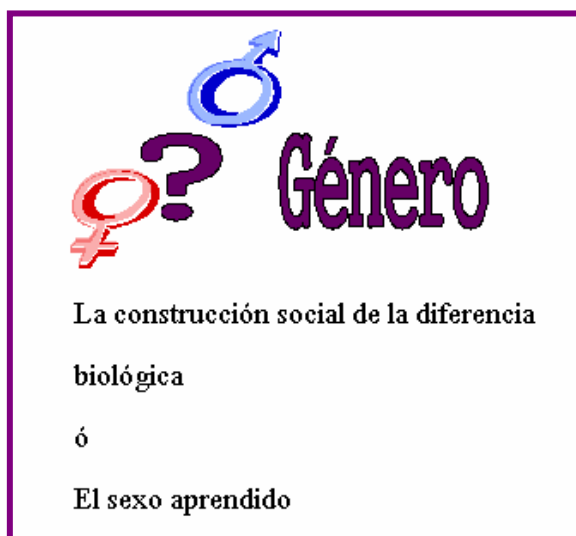 ?
Género
La construcción social de la diferencia
biológica
ó
El sexo aprendido